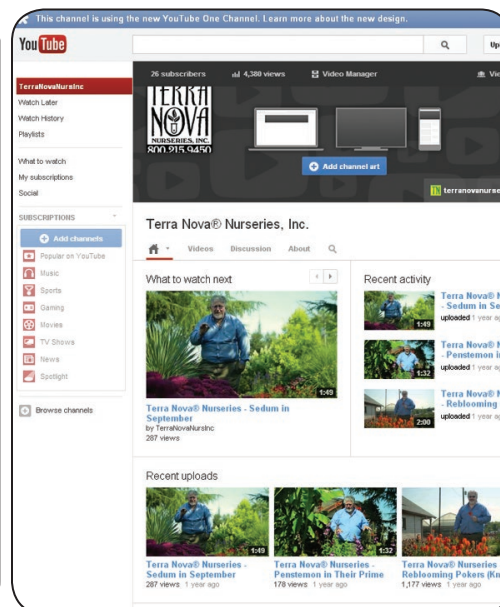 This channel is using the new YouTube One Channel. Learn more about the new design.
YouTube
Up
26 subscribers 4,380 views Video Manager Vi
TerraNovaNursInc
Watch Later
Watch History
Playlists
What to watch
My subscriptions
Social
SUBSCRIPTIONS
Add channels
Popular on YouTube
Music
Sports
Gaming
Movies
TV Shows
News
Spotlight
Browse channels
TERRA
NOVA
NURSERIES, INC.
800.215.9450
Add channel art
TN terranovanurse
Terra Nova® Nurseries, Inc.
Videos Discussion About
What to watch next
1:49
Terra Nova® Nurseries - Sedum in
September
by TerraNovaNursInc
287 views
Recent activity
1:49
Terra Nova® N
- Sedum in Se
uploaded 1 year ag
1:32
Terra Nova® N
- Penstemon in
uploaded 1 year ag
2:00
Terra Nova® N
- Reblooming
uploaded 1 year ag
Recent uploads
1:49
Terra Nova® Nurseries -
Sedum in September
287 views 1 year ago
1:32
Terra Nova® Nurseries -
Penstemon in Their Prime
178 views 1 year ago
Terra Nova® Nurseries
Reblooming Pokers (Kn
1,177 views 1 year ago